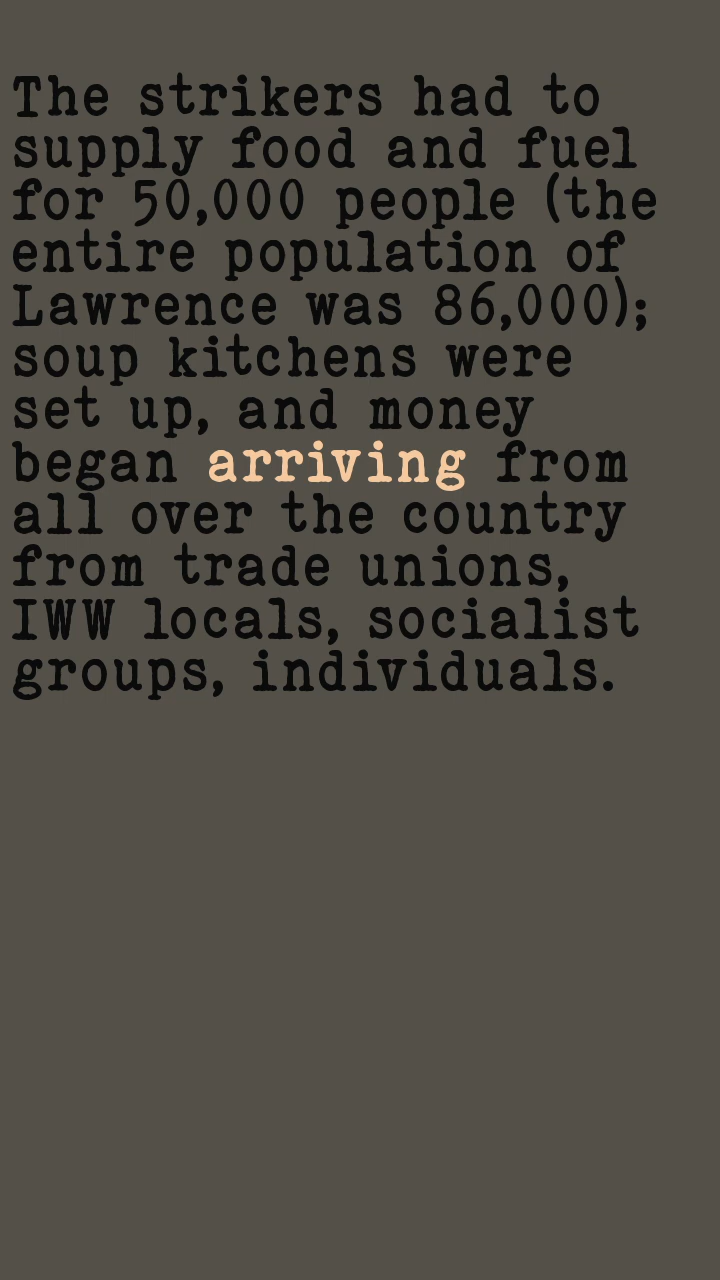 The strikers had to
supply food and fuel
for 50,000 people (the
entire population of
Lawrence was 86,000);
soup kitchens were
set up, and money
began arriving from
all over the country
from trade unions,
IWW locals, socialist
groups, individuals.